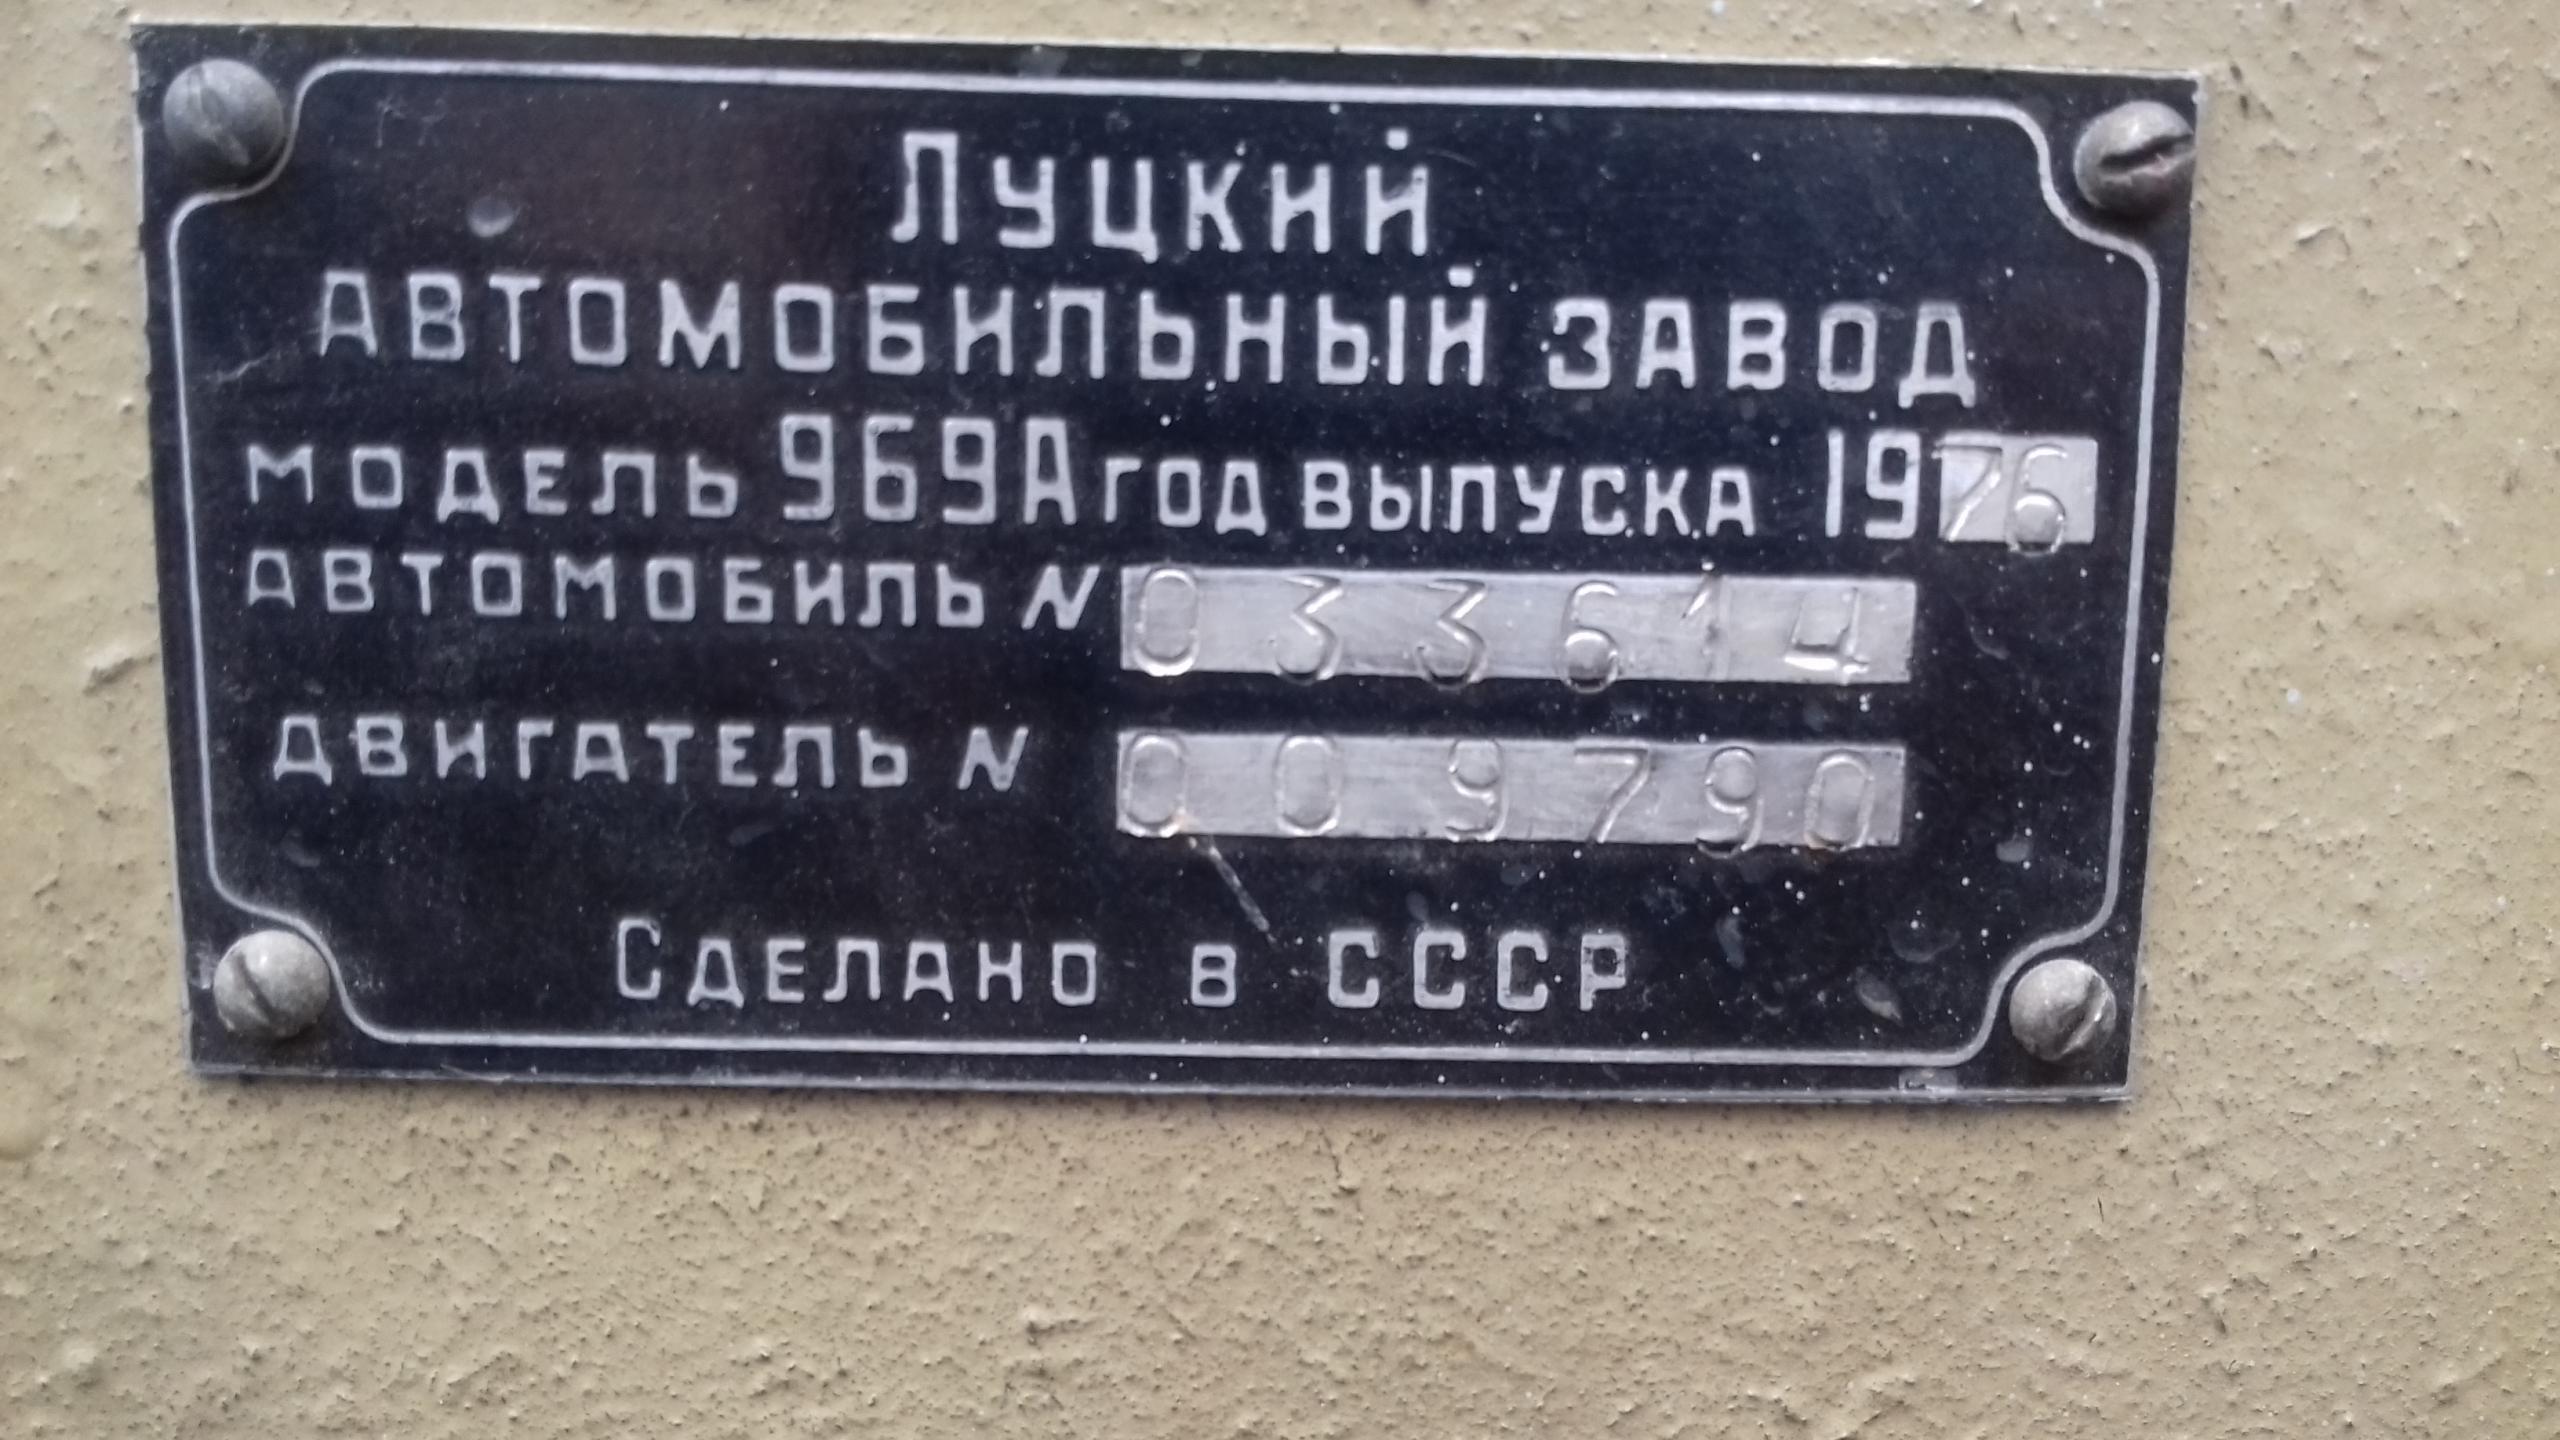 Луцкий
АВТОМОБИЛЬНЫЙ ЗАВОД
МОДЕЛЬ 969А ГОД ВЫПУСКА 1976
АВТОМОБИЛЬ N 033614
ДВИГАТЕЛЬ N 009790
Сделано в СССР